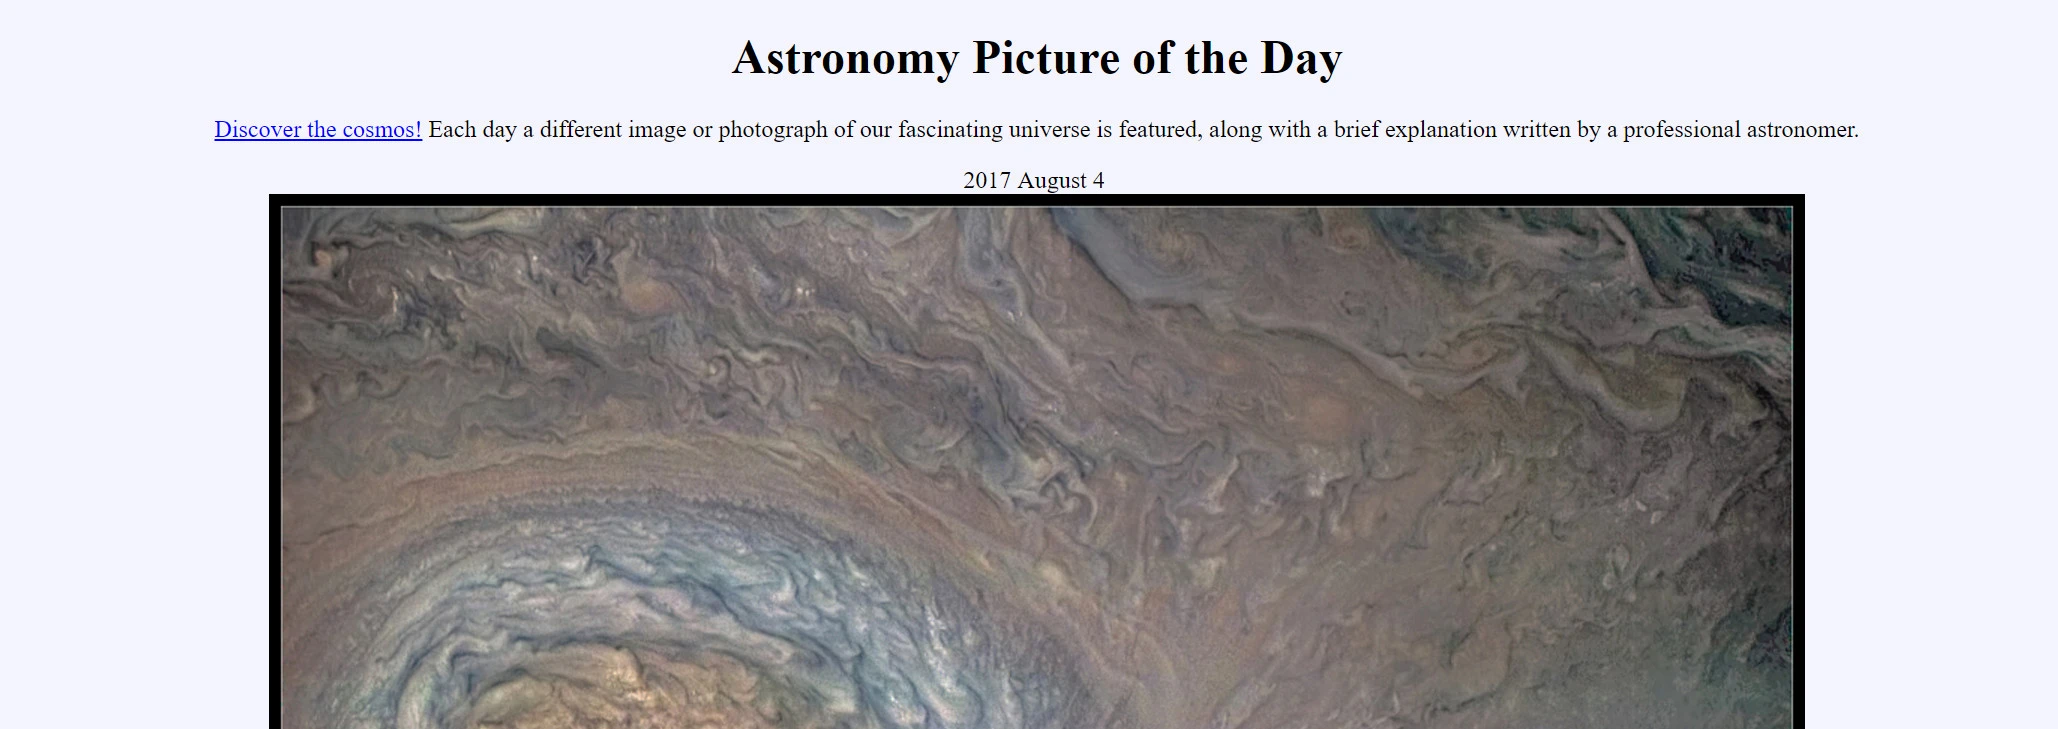 Astronomy Picture of the Day
Discover the cosmos! Each day a different image or photograph of our fascinating universe is featured, along with a brief explanation written by a professional astronomer.
2017 August 4